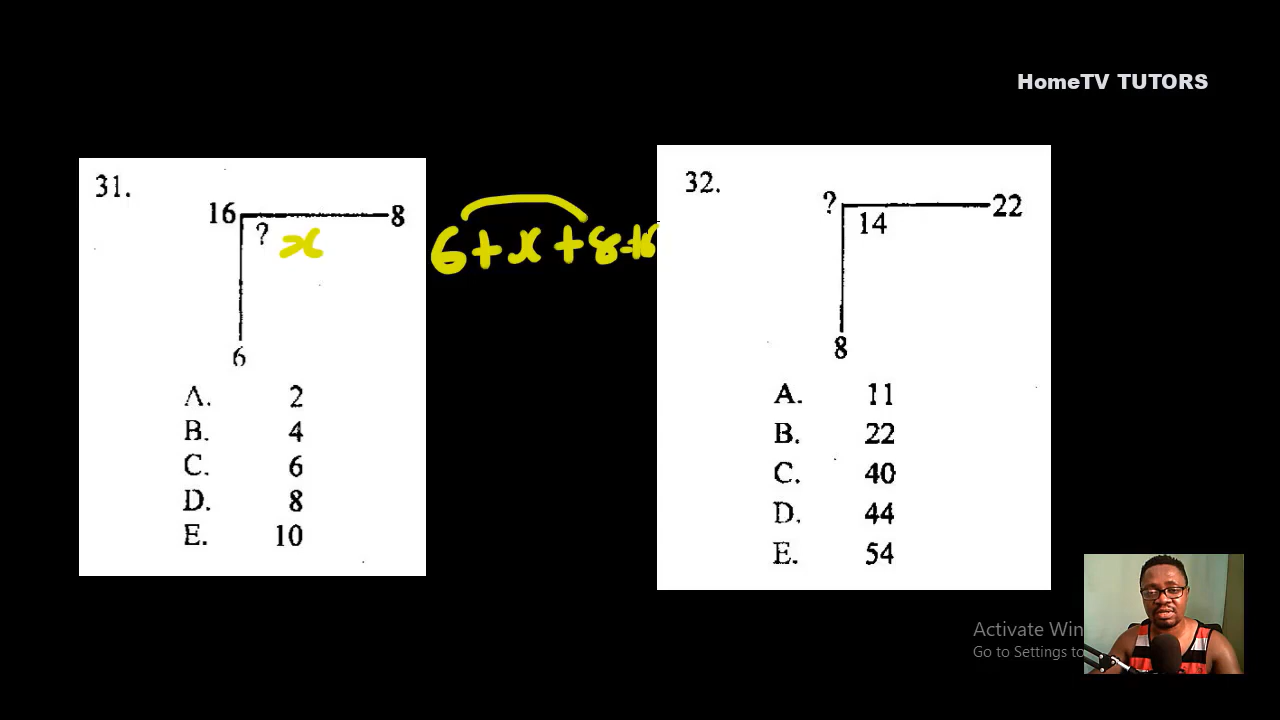 HomeTV TUTORS
31.
16 8
? x
6
A. 2
B. 4
C. 6
D. 8
E. 10
6+x+8+16
32.
? 22
14
8
A. 11
B. 22
C. 40
D. 44
E. 54
Activate Win
Go to Settings to